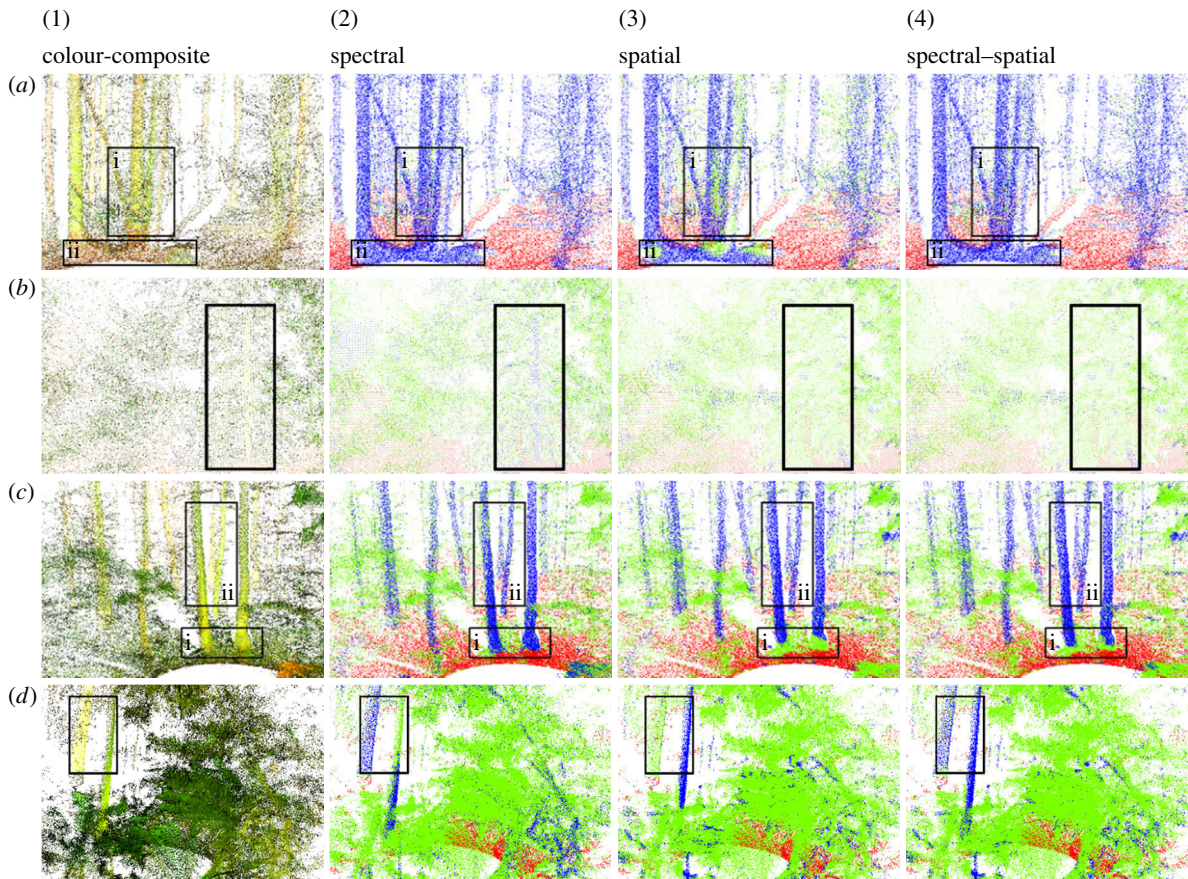 (1) (2) (3) (4)
colour-composite spectral spatial spectral–spatial
(a)
i i i i
ii ii ii ii
(b)
(c)
ii ii ii ii
i i i i
(d)